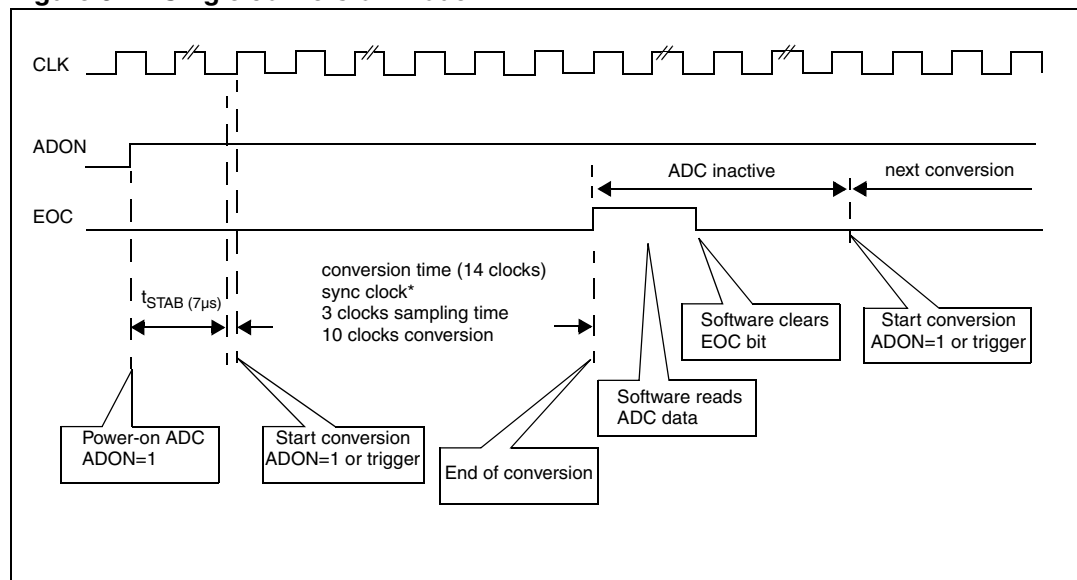 CLK
ADON
ADC inactive
next conversion
EOC
conversion time (14 clocks)
sync clock*
3 clocks sampling time
10 clocks conversion
tSTAB (7µs)
Software clears
EOC bit
Start conversion
ADON=1 or trigger
Software reads
ADC data
Power-on ADC
ADON=1
Start conversion
ADON=1 or trigger
End of conversion